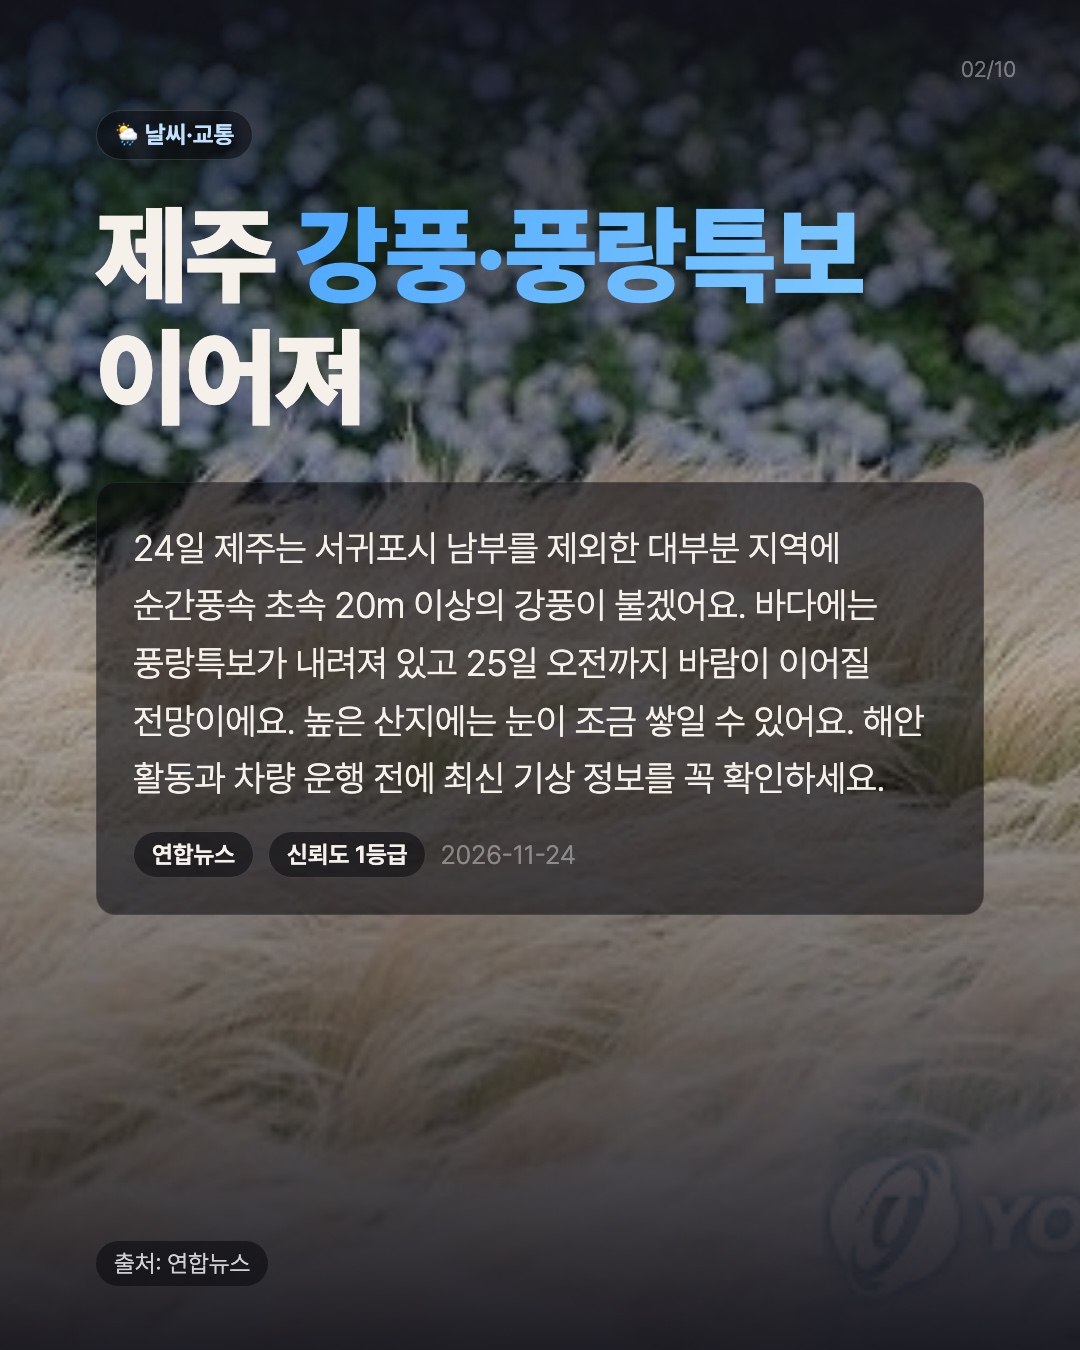 02/10
날씨·교통
제주 강풍·풍랑특보
이어져
24일 제주는 서귀포시 남부를 제외한 대부분 지역에
순간풍속 초속 20m 이상의 강풍이 불겠어요. 바다에는
풍랑특보가 내려져 있고 25일 오전까지 바람이 이어질
전망이에요. 높은 산지에는 눈이 조금 쌓일 수 있어요. 해안
활동과 차량 운행 전에 최신 기상 정보를 꼭 확인하세요.
연합뉴스 신뢰도 1등급 2026-11-24
YO
출처: 연합뉴스